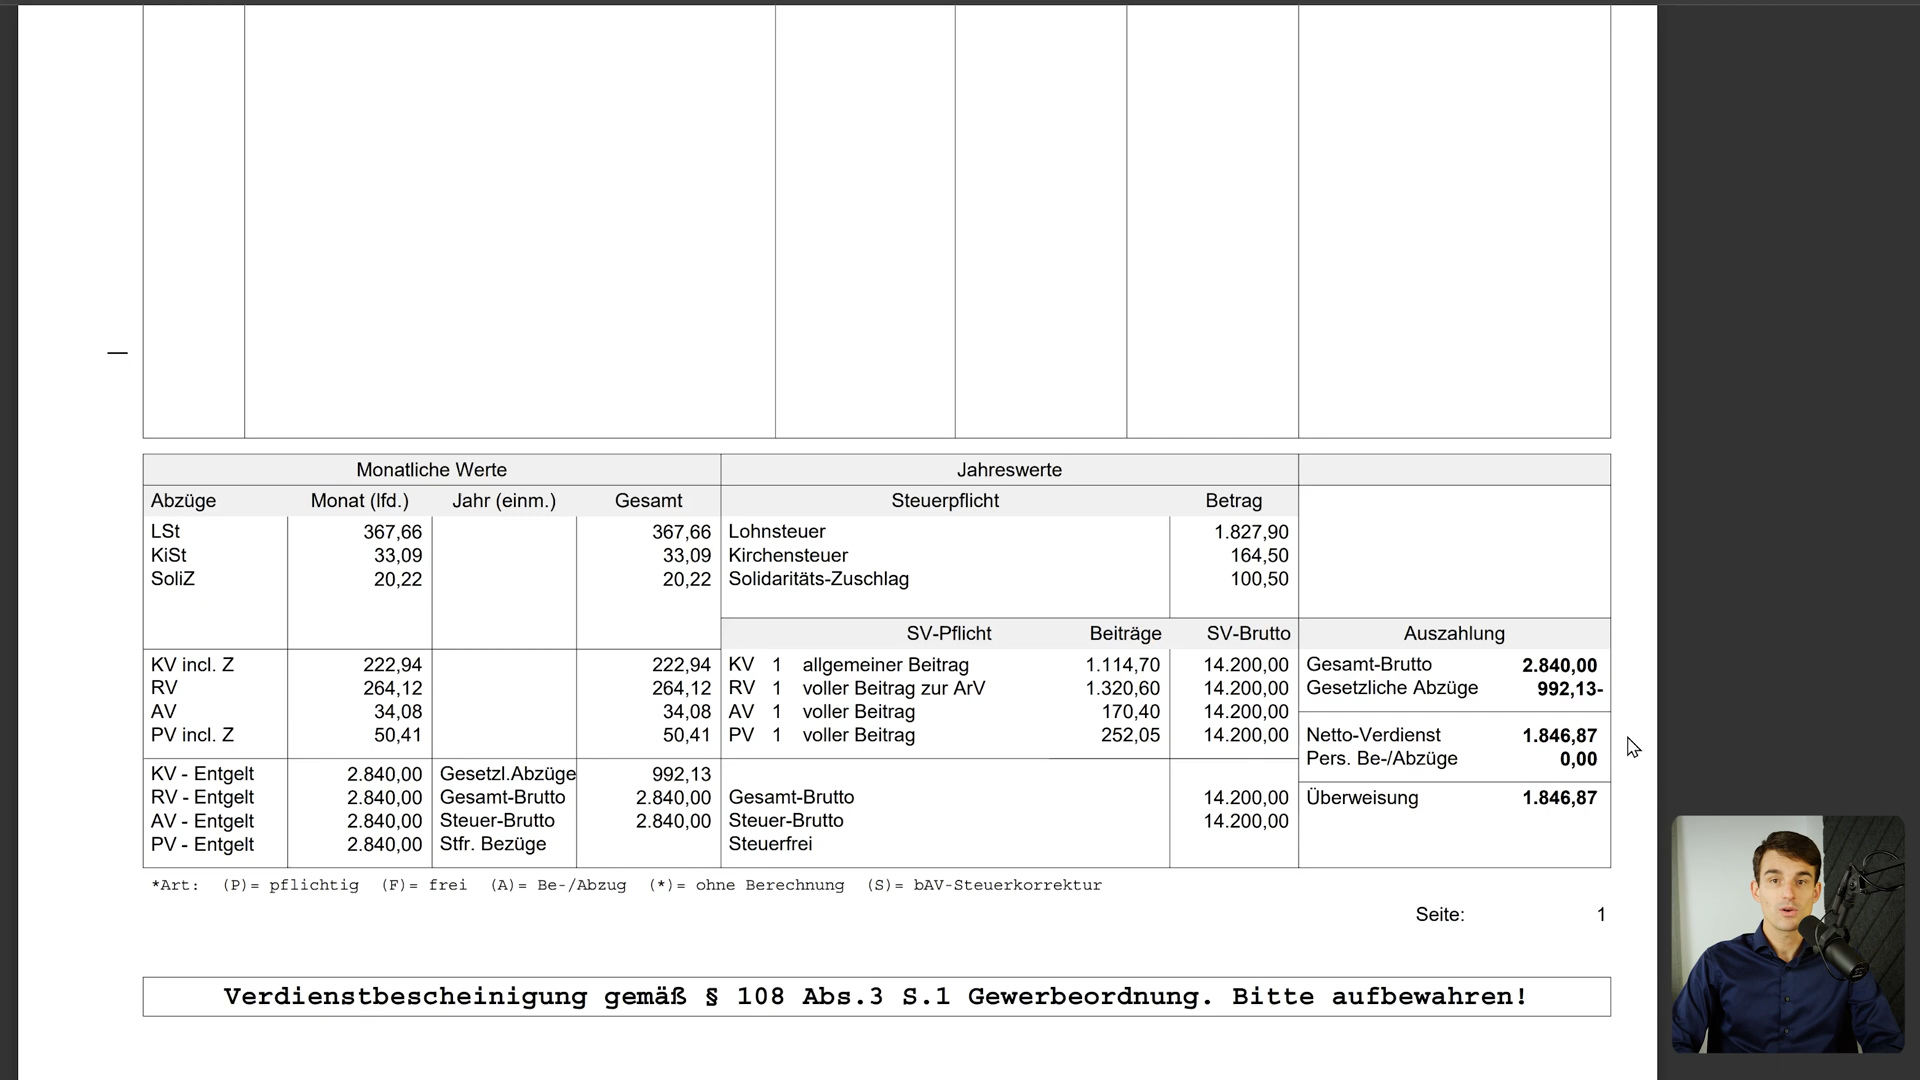 Monatliche Werte Jahreswerte
Abzüge Monat (lfd.) Jahr (einm.) Gesamt Steuerpflicht Betrag
LSt 367,66 367,66 Lohnsteuer 1.827,90
KiSt 33,09 33,09 Kirchensteuer 164,50
SoliZ 20,22 20,22 Solidaritäts-Zuschlag 100,50
SV-Pflicht Beiträge SV-Brutto Auszahlung
KV incl. Z 222,94 222,94 KV 1 allgemeiner Beitrag 1.114,70 14.200,00 Gesamt-Brutto 2.840,00
RV 264,12 264,12 RV 1 voller Beitrag zur ArV 1.320,60 14.200,00 Gesetzliche Abzüge 992,13-
AV 34,08 34,08 AV 1 voller Beitrag 170,40 14.200,00
PV incl. Z 50,41 50,41 PV 1 voller Beitrag 252,05 14.200,00 Netto-Verdienst 1.846,87
Pers. Be-/Abzüge 0,00
KV - Entgelt 2.840,00 Gesetzl.Abzüge 992,13
RV - Entgelt 2.840,00 Gesamt-Brutto 2.840,00 Gesamt-Brutto 14.200,00 Überweisung 1.846,87
AV - Entgelt 2.840,00 Steuer-Brutto 2.840,00 Steuer-Brutto 14.200,00
PV - Entgelt 2.840,00 Stfr. Bezüge Steuerfrei
*Art: (P)= pflichtig (F)= frei (A)= Be-/Abzug (*)= ohne Berechnung (S)= bAV-Steuerkorrektur
Seite: 1
Verdienstbescheinigung gemäß § 108 Abs.3 S.1 Gewerbeordnung. Bitte aufbewahren!